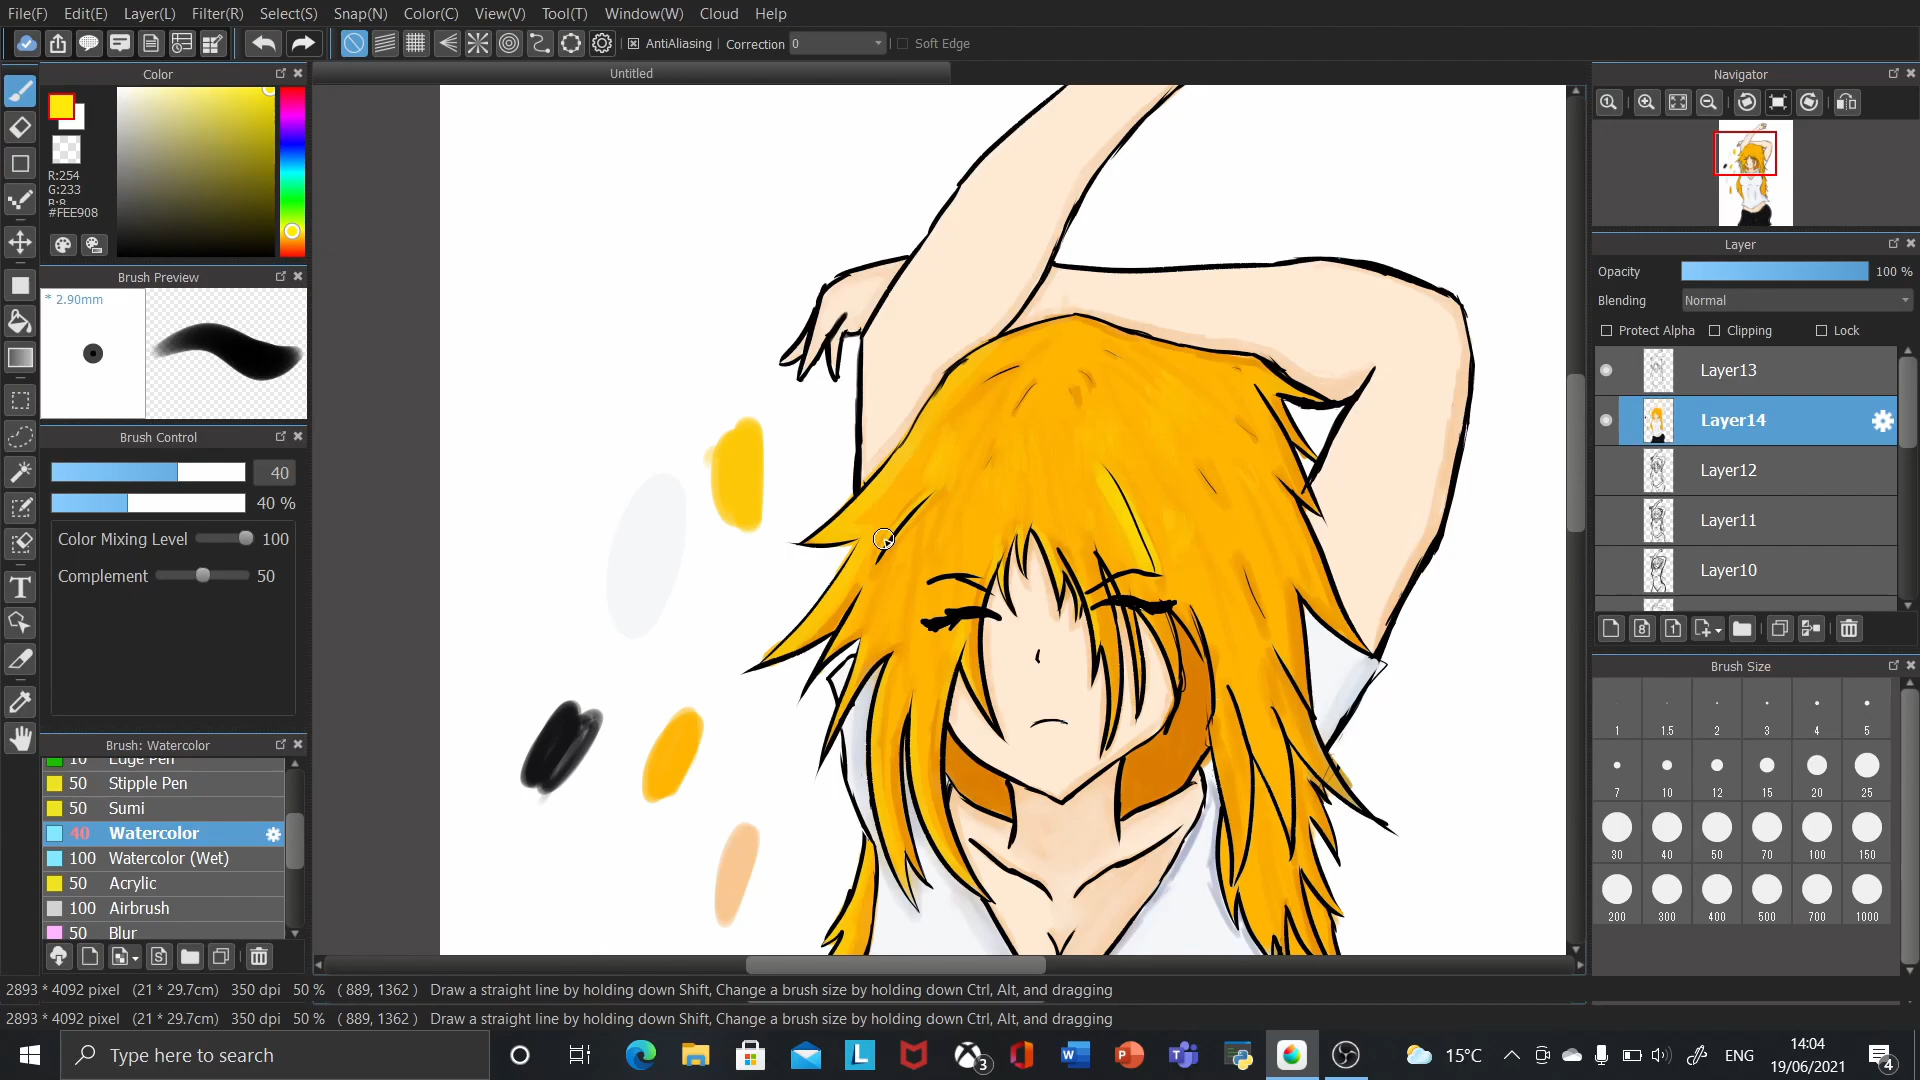 File(F) Edit(E) Layer(L) Filter(R) Select(S) Snap(N) Color(C) View(V) Tool(T) Window(W) Cloud Help
AntiAliasing Correction 0 Soft Edge
Color
R:254
G:233
B:8
#FEE908
Brush Preview
* 2.90mm
Brush Control
40
40 %
Color Mixing Level 100
Complement 50
Brush: Watercolor
10 Edge Pen
50 Stipple Pen
50 Sumi
40 Watercolor
100 Watercolor (Wet)
50 Acrylic
100 Airbrush
50 Blur
Untitled
Navigator
Layer
Opacity 100 %
Blending Normal
Protect Alpha Clipping Lock
Layer13
Layer14
Layer12
Layer11
Layer10
Brush Size
1 1.5 2 3 4 5
7 10 12 15 20 25
30 40 50 70 100 150
200 300 400 500 700 1000
2893 * 4092 pixel (21 * 29.7cm) 350 dpi 50 % ( 889, 1362 ) Draw a straight line by holding down Shift, Change a brush size by holding down Ctrl, Alt, and dragging
2893 * 4092 pixel (21 * 29.7cm) 350 dpi 50 % ( 889, 1362 ) Draw a straight line by holding down Shift, Change a brush size by holding down Ctrl, Alt, and dragging
Type here to search
3
15°C
ENG
14:04
19/06/2021
4